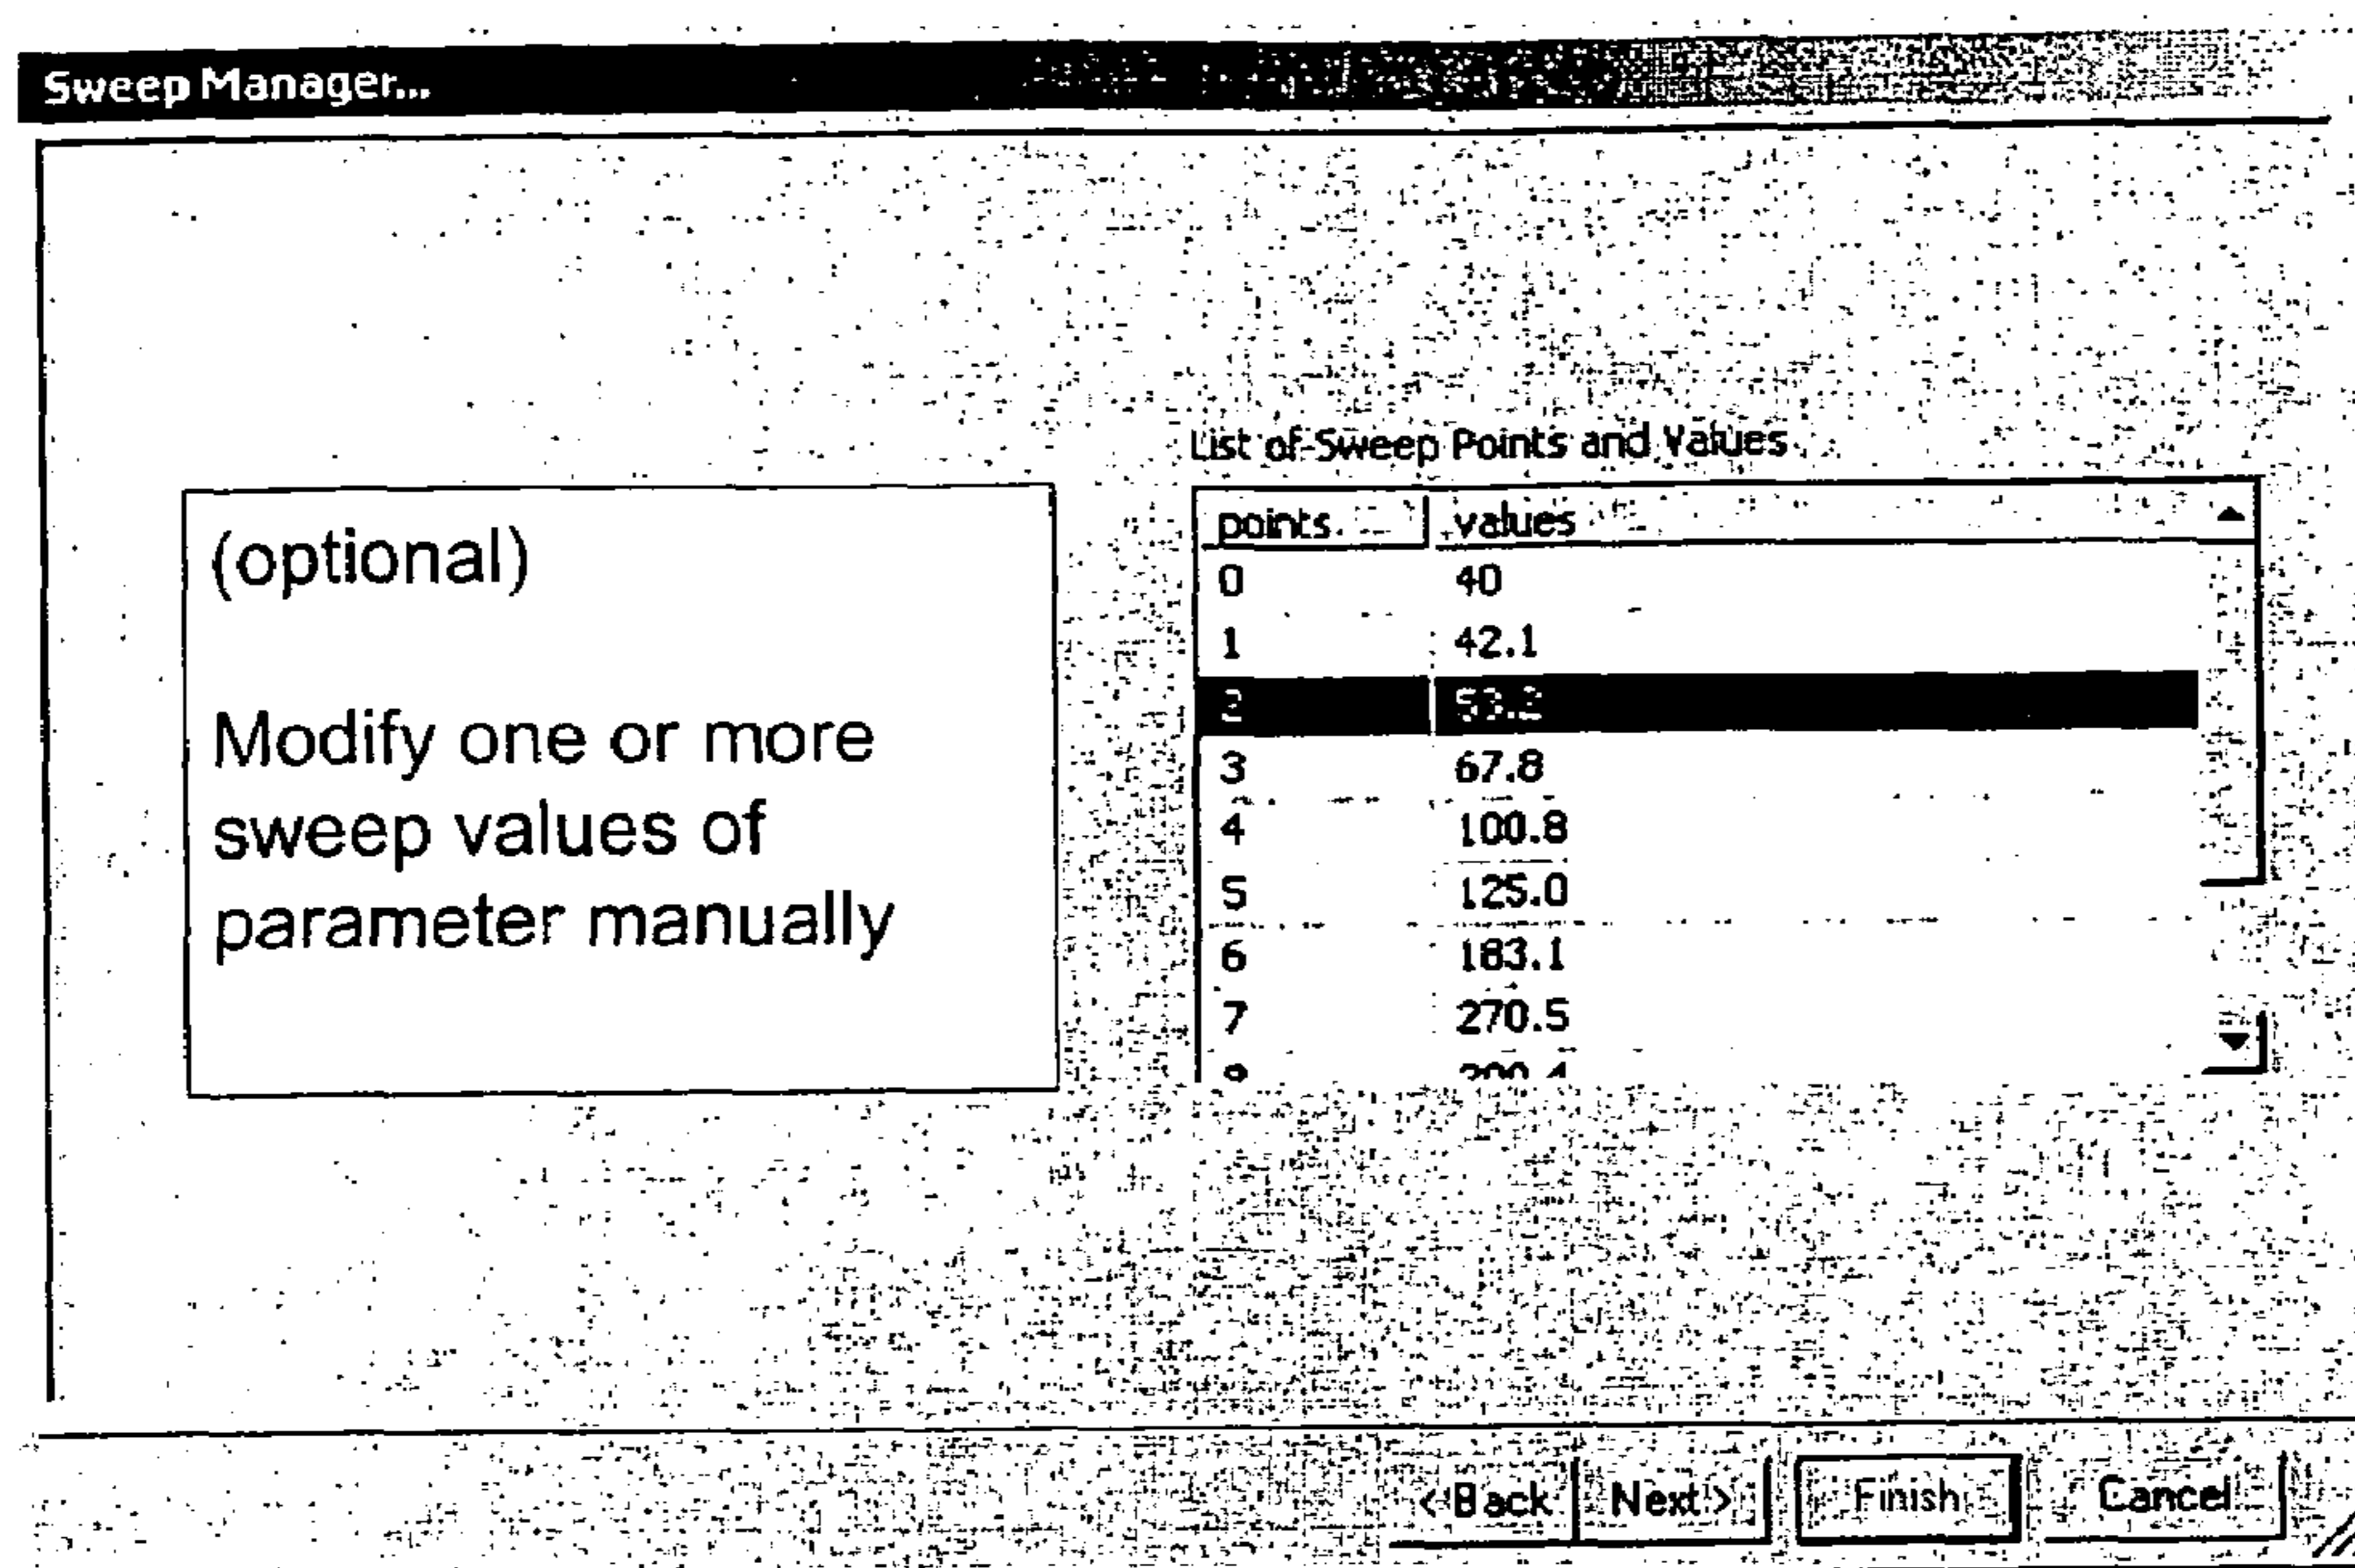 Sweep Manager...
(optional)
Modify one or more
sweep values of
parameter manually
List of Sweep Points and Values
points values
0 40
1 42.1
2 53.2
3 67.8
4 100.8
5 125.0
6 183.1
7 270.5
< Back Next > Finish Cancel